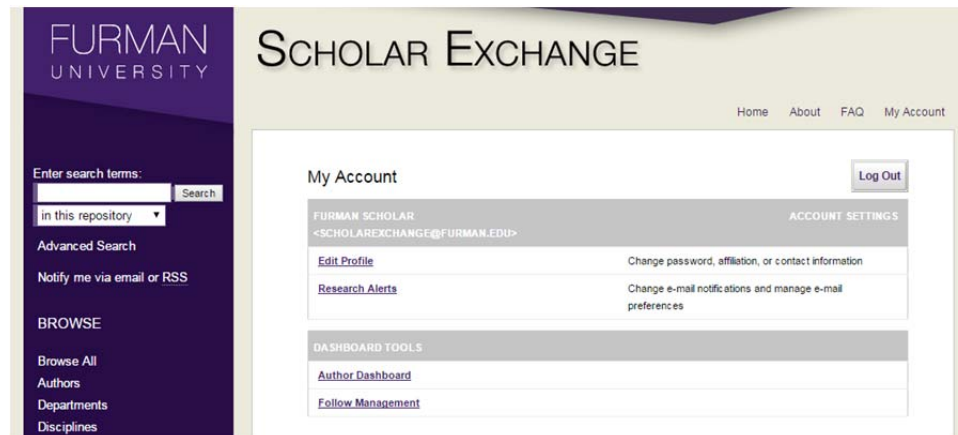 FURMAN
UNIVERSITY
SCHOLAR EXCHANGE
Home About FAQ My Account
Enter search terms:
Search
in this repository ▼
Advanced Search
Notify me via email or RSS
BROWSE
Browse All
Authors
Departments
Disciplines
My Account
Log Out
FURMAN SCHOLAR
<SCHOLAREXCHANGE@FURMAN.EDU>
ACCOUNT SETTINGS
Edit Profile
Change password, affiliation, or contact information
Research Alerts
Change e-mail notifications and manage e-mail
preferences
DASHBOARD TOOLS
Author Dashboard
Follow Management